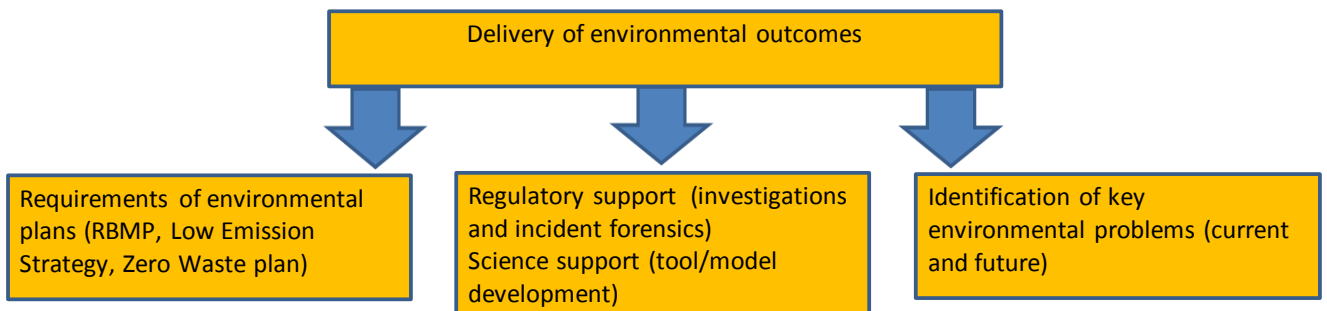 Delivery of environmental outcomes
Requirements of environmental
plans (RBMP, Low Emission
Strategy, Zero Waste plan)
Regulatory support (investigations
and incident forensics)
Science support (tool/model
development)
Identification of key
environmental problems (current
and future)